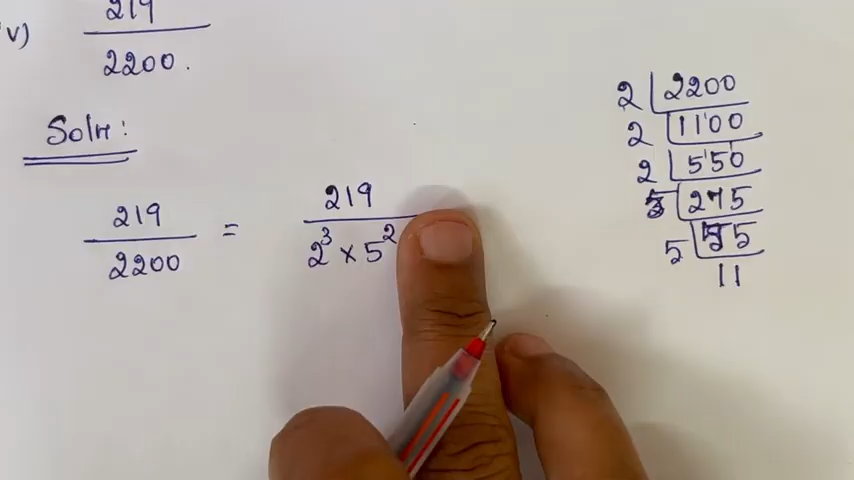 v) 219
2200.
Soln:
219 = 219
2200 2³ × 5²
2 2200
2 1100
2 550
5 275
5 55
11